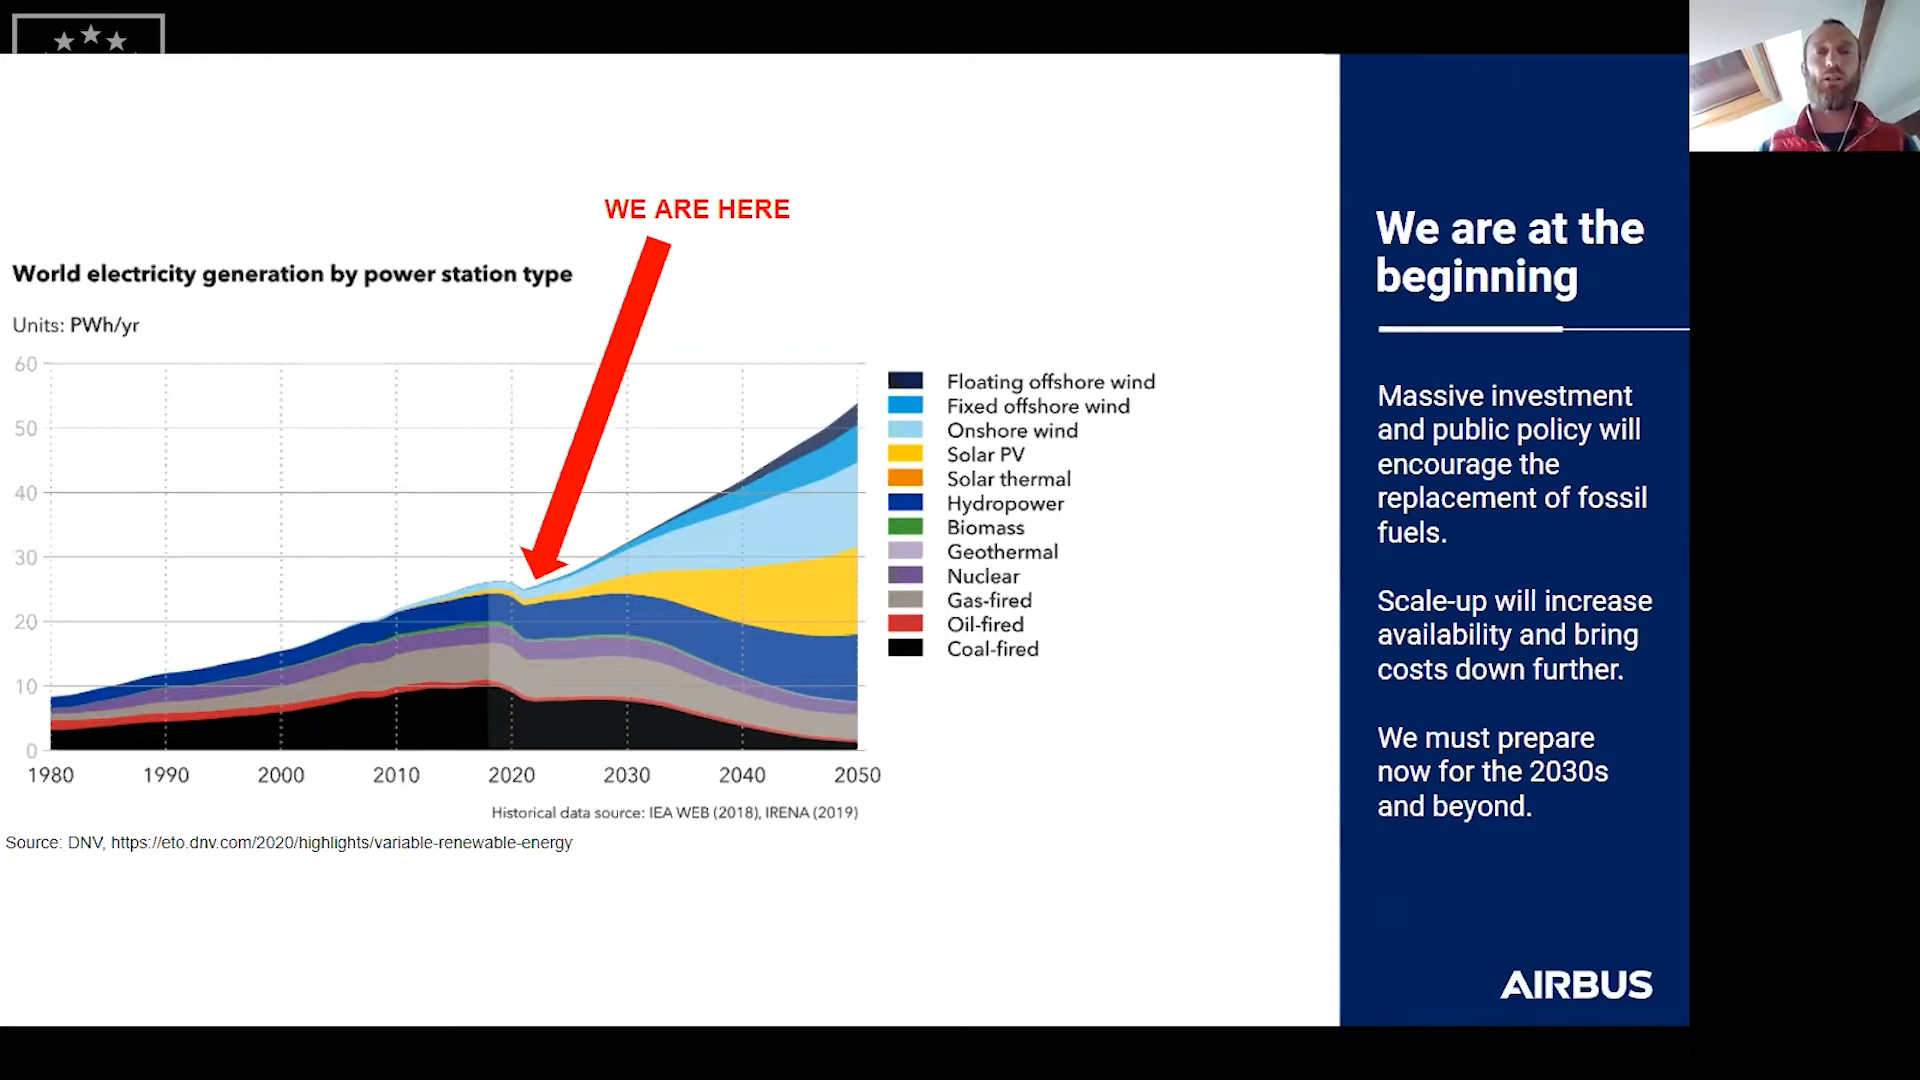 WE ARE HERE
World electricity generation by power station type
Units: PWh/yr
60
50
40
30
20
10
0
1980 1990 2000 2010 2020 2030 2040 2050
Floating offshore wind
Fixed offshore wind
Onshore wind
Solar PV
Solar thermal
Hydropower
Biomass
Geothermal
Nuclear
Gas-fired
Oil-fired
Coal-fired
Historical data source: IEA WEB (2018), IRENA (2019)
Source: DNV, https://eto.dnv.com/2020/highlights/variable-renewable-energy
We are at the
beginning
Massive investment
and public policy will
encourage the
replacement of fossil
fuels.
Scale-up will increase
availability and bring
costs down further.
We must prepare
now for the 2030s
and beyond.
AIRBUS